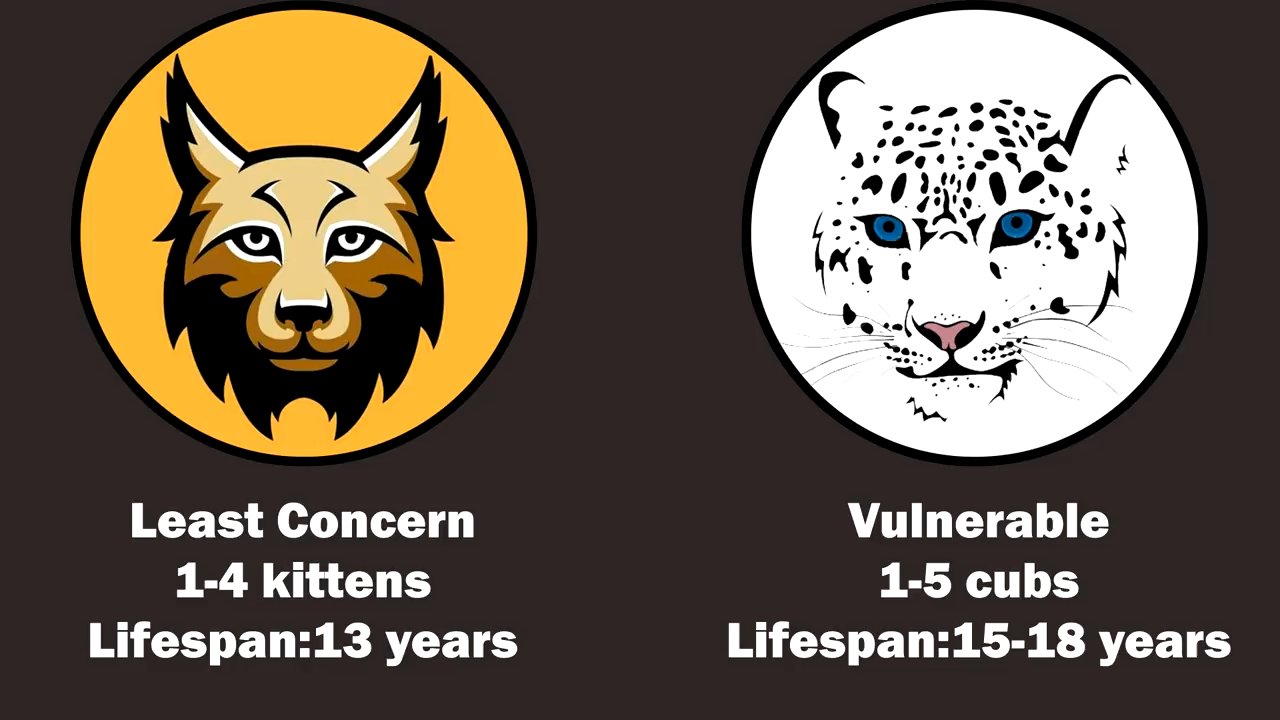 Least Concern
1-4 kittens
Lifespan:13 years
Vulnerable
1-5 cubs
Lifespan:15-18 years